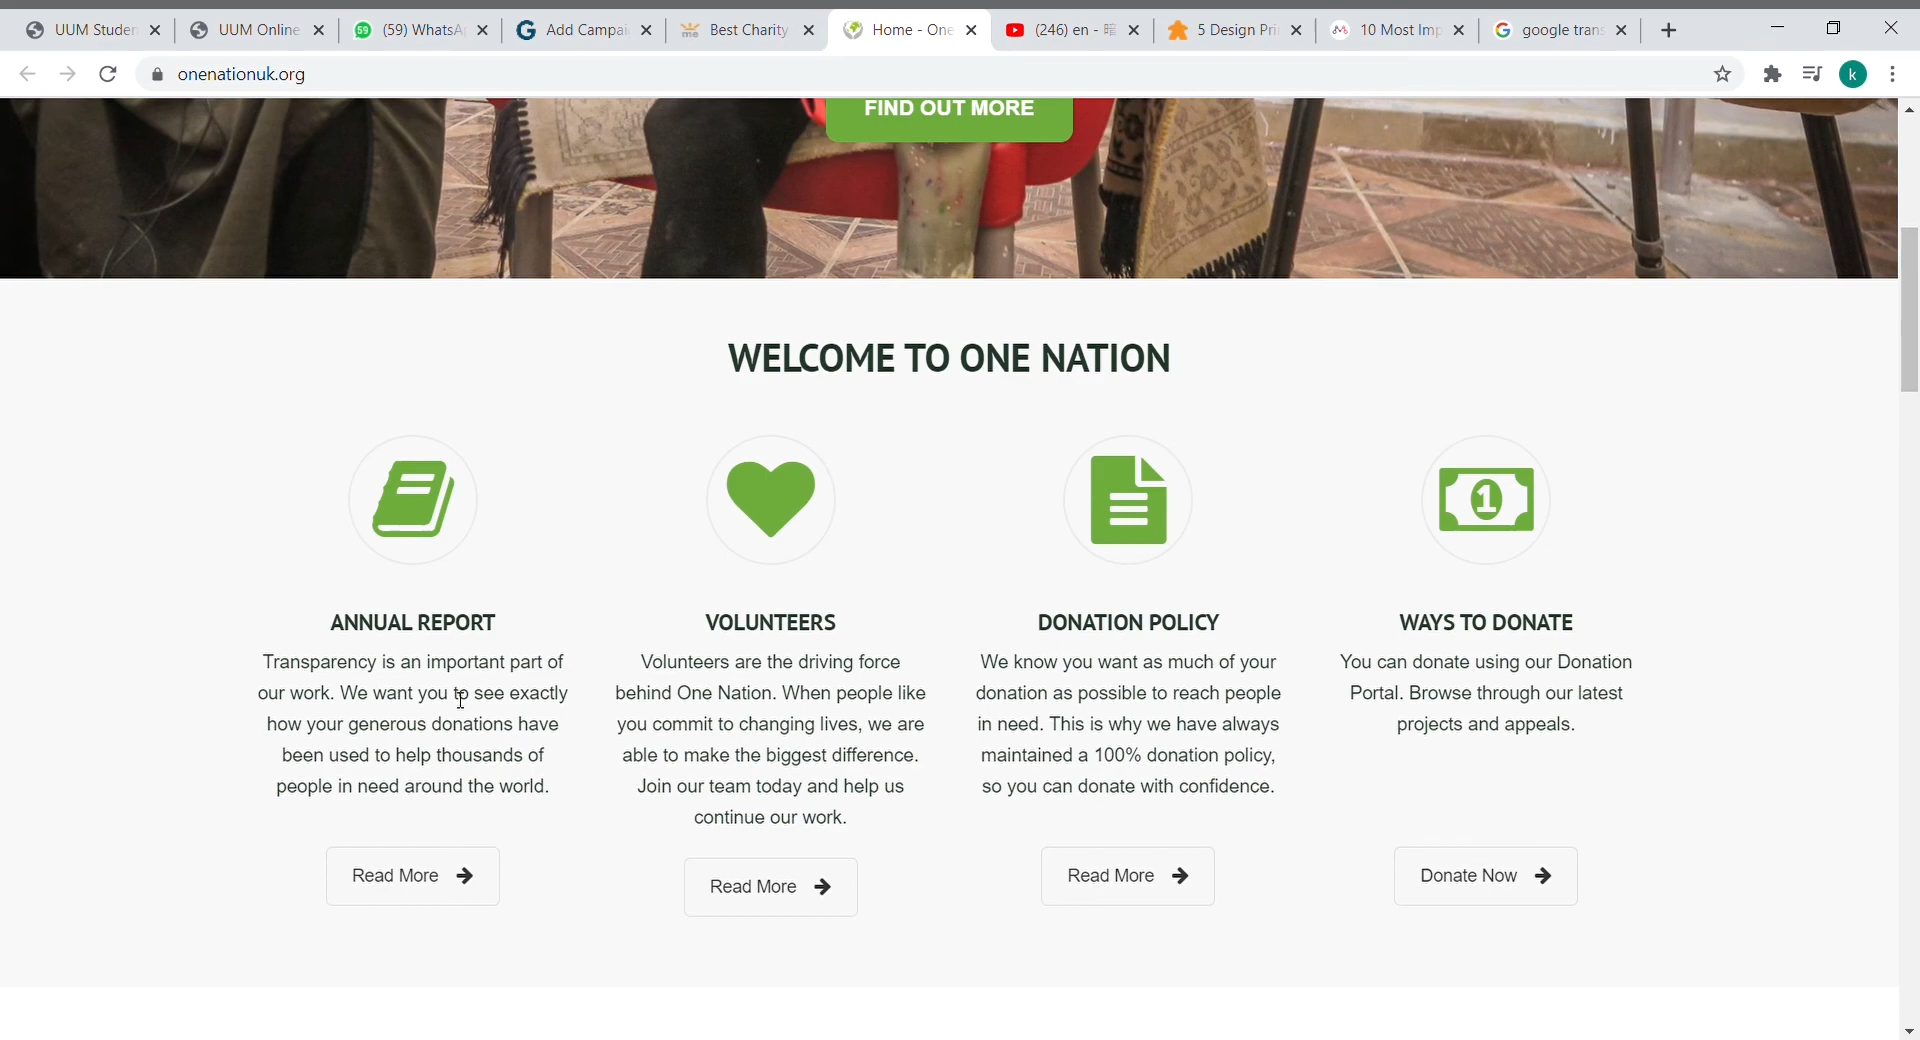 UUM Studen
UUM Online
(59) WhatsA
Add Campai
Best Charity
Home - One
(246) en - 暗
5 Design Pri
10 Most Imp
google trans
onenationuk.org
k
FIND OUT MORE
WELCOME TO ONE NATION
1
ANNUAL REPORT
Transparency is an important part of
our work. We want you to see exactly
how your generous donations have
been used to help thousands of
people in need around the world.
Read More
VOLUNTEERS
Volunteers are the driving force
behind One Nation. When people like
you commit to changing lives, we are
able to make the biggest difference.
Join our team today and help us
continue our work.
Read More
DONATION POLICY
We know you want as much of your
donation as possible to reach people
in need. This is why we have always
maintained a 100% donation policy,
so you can donate with confidence.
Read More
WAYS TO DONATE
You can donate using our Donation
Portal. Browse through our latest
projects and appeals.
Donate Now